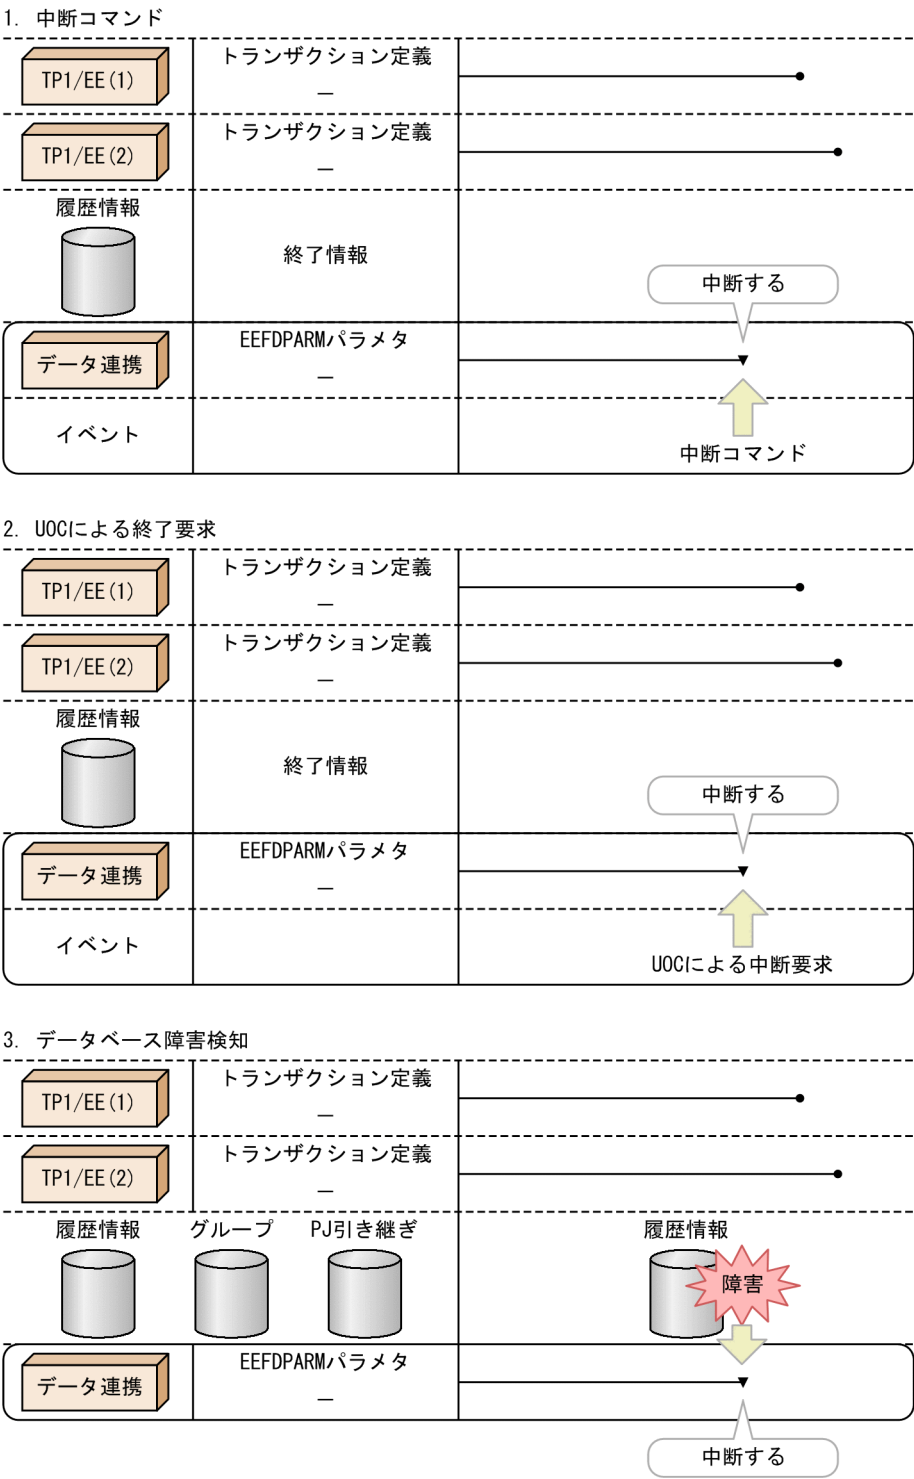 1. 中断コマンド
TP1/EE(1)
トランザクション定義
―
TP1/EE(2)
トランザクション定義
―
履歴情報
終了情報
中断する
データ連携
EEFDPARMパラメタ
―
イベント
中断コマンド
2. UOCによる終了要求
TP1/EE(1)
トランザクション定義
―
TP1/EE(2)
トランザクション定義
―
履歴情報
終了情報
中断する
データ連携
EEFDPARMパラメタ
―
イベント
UOCによる中断要求
3. データベース障害検知
TP1/EE(1)
トランザクション定義
―
TP1/EE(2)
トランザクション定義
―
履歴情報
グループ
PJ引き継ぎ
履歴情報
障害
データ連携
EEFDPARMパラメタ
―
中断する